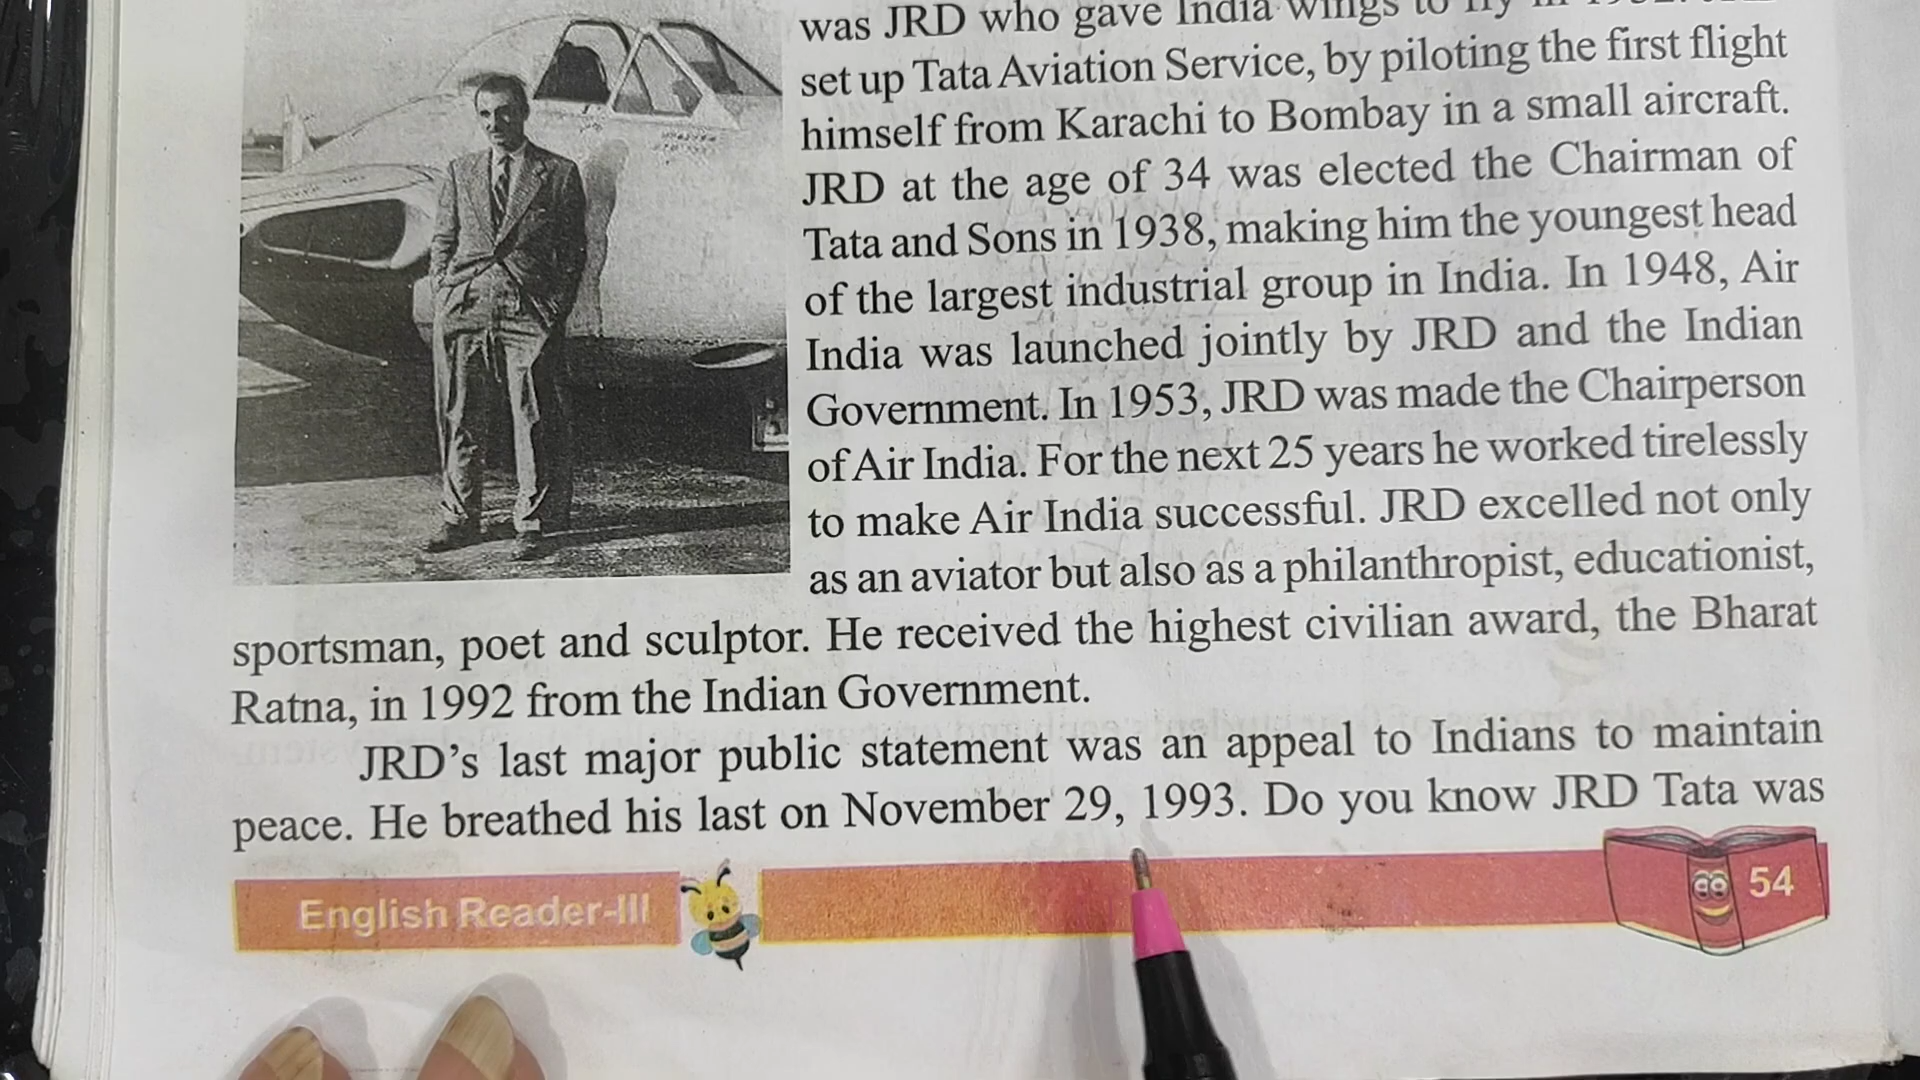 was JRD who gave India wings to fly in
set up Tata Aviation Service, by piloting the first flight
himself from Karachi to Bombay in a small aircraft.
JRD at the age of 34 was elected the Chairman of
Tata and Sons in 1938, making him the youngest head
of the largest industrial group in India. In 1948, Air
India was launched jointly by JRD and the Indian
Government. In 1953, JRD was made the Chairperson
of Air India. For the next 25 years he worked tirelessly
to make Air India successful. JRD excelled not only
as an aviator but also as a philanthropist, educationist,
sportsman, poet and sculptor. He received the highest civilian award, the Bharat
Ratna, in 1992 from the Indian Government.
JRD's last major public statement was an appeal to Indians to maintain
peace. He breathed his last on November 29, 1993. Do you know JRD Tata was
English Reader-III
54